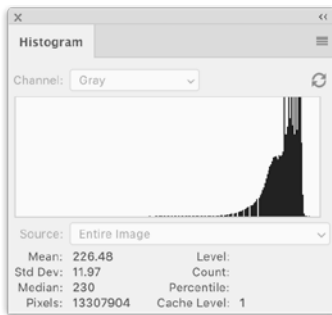 Histogram
Channel: Gray
Source: Entire Image
Mean: 226.48 Level:
Std Dev: 11.97 Count:
Median: 230 Percentile:
Pixels: 13307904 Cache Level: 1